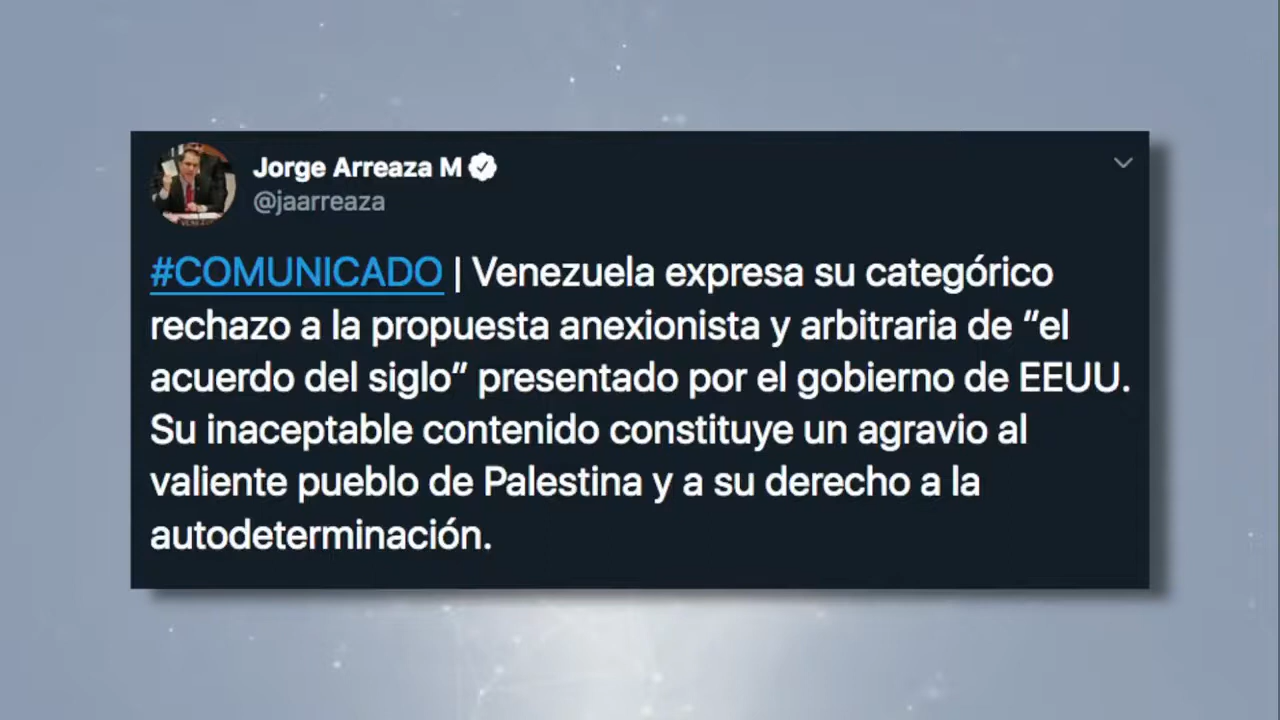 Jorge Arreaza M
@jaarreaza
#COMUNICADO | Venezuela expresa su categórico
rechazo a la propuesta anexionista y arbitraria de “el
acuerdo del siglo” presentado por el gobierno de EEUU.
Su inaceptable contenido constituye un agravio al
valiente pueblo de Palestina y a su derecho a la
autodeterminación.